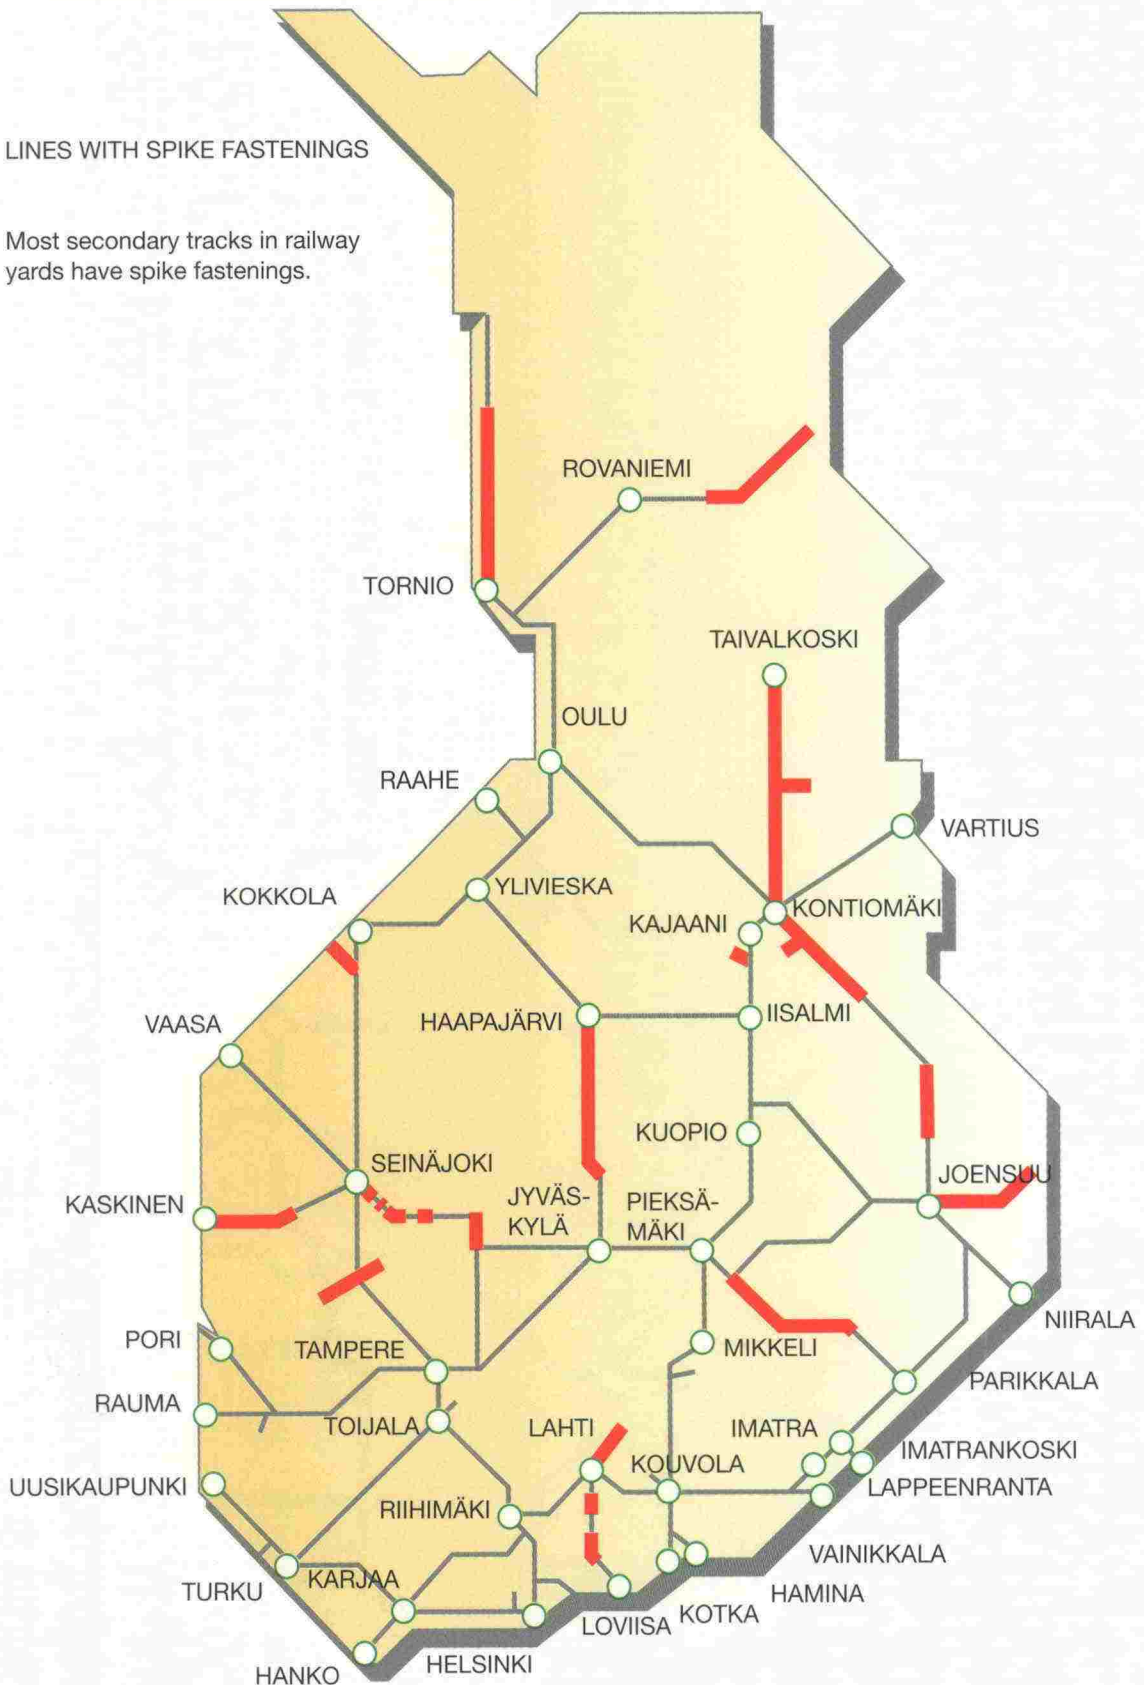 LINES WITH SPIKE FASTENINGS
Most secondary tracks in railway
yards have spike fastenings.
ROVANIEMI
TORNIO
TAIVALKOSKI
OULU
RAAHE
VARTIUS
YLIVIESKA
KOKKOLA
KONTIOMÄKI
KAJAANI
HAAPAJÄRVI
IISALMI
VAASA
KUOPIO
SEINÄJOKI
JOENSUU
KASKINEN
JYVÄS-
KYLÄ
PIEKSÄ-
MÄKI
NIIRALA
PORI
TAMPERE
MIKKELI
PARIKKALA
RAUMA
TOIJALA
LAHTI
IMATRA
IMATRANKOSKI
KOUVOLA
UUSIKAUPUNKI
LAPPEENRANTA
RIIHIMÄKI
VAINIKKALA
TURKU
KARJAA
HAMINA
LOVIISA
KOTKA
HELSINKI
HANKO